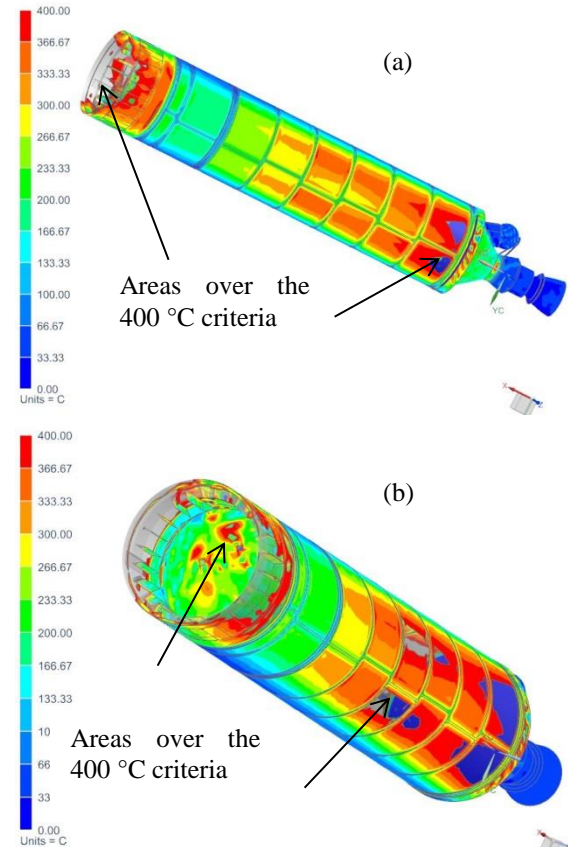 400.00
366.67
333.33
300.00
266.67
233.33
200.00
166.67
133.33
100.00
66.67
33.33
0.00
Units = C
(a)
Areas over the
400 °C criteria
YC
X
Z
400.00
366.67
333.33
300.00
266.67
233.33
200.00
166.67
133.33
10
66
33
0.00
Units = C
(b)
Areas over the
400 °C criteria